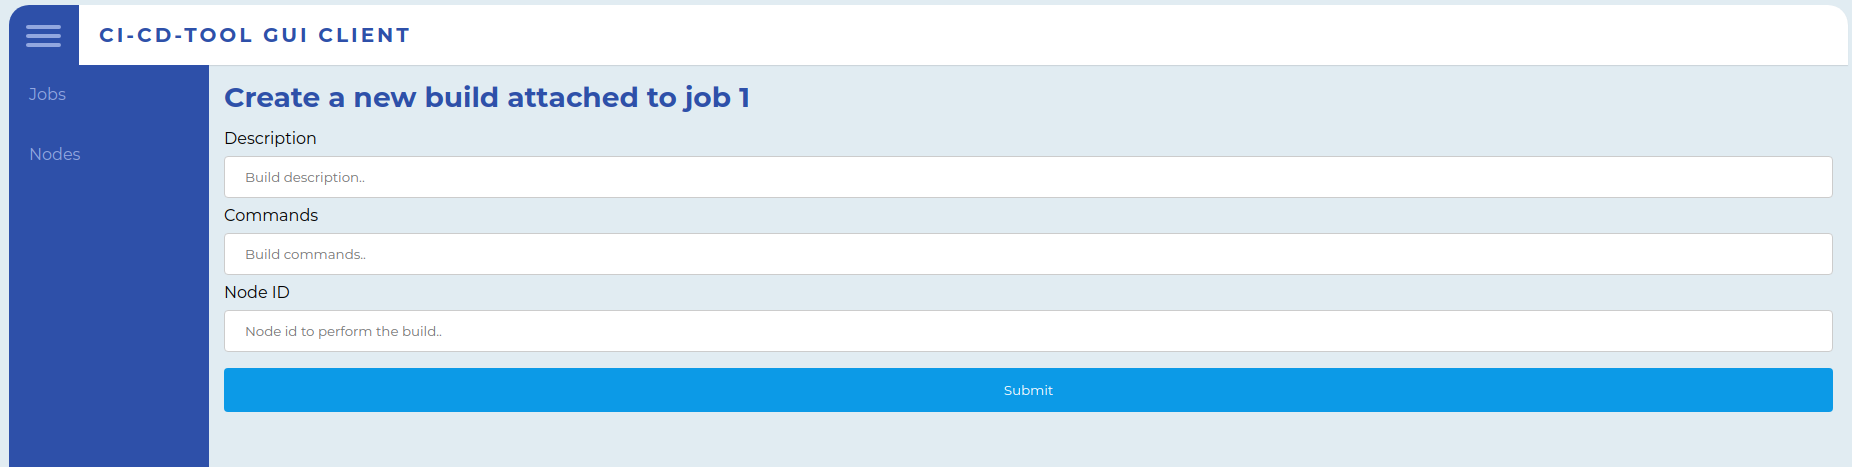 CI-CD-TOOL GUI CLIENT
Jobs
Nodes
Create a new build attached to job 1
Description
Build description..
Commands
Build commands..
Node ID
Node id to perform the build..
Submit